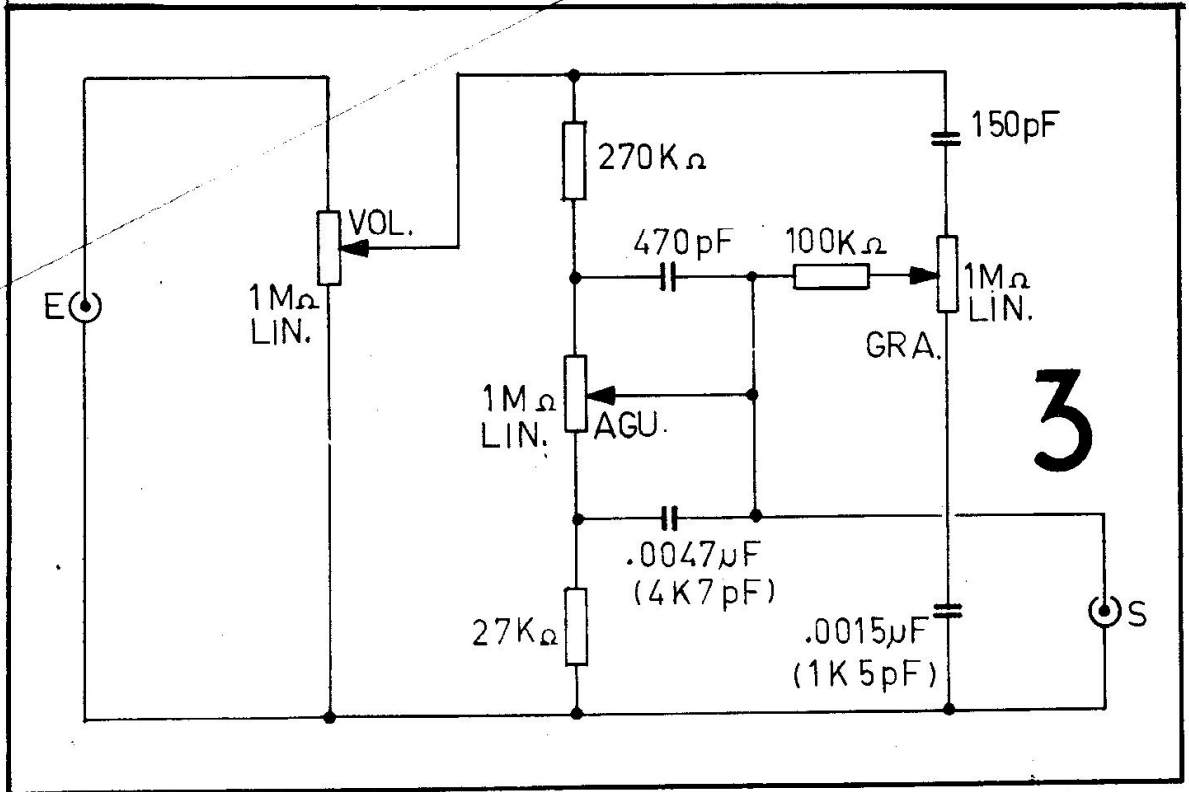 150pF
270KΩ
VOL.
470pF
100KΩ
1MΩ
LIN.
E
1MΩ
LIN.
GRA.
1MΩ
LIN.
AGU.
3
.0047µF
(4K7pF)
27KΩ
.0015µF
(1K5pF)
S